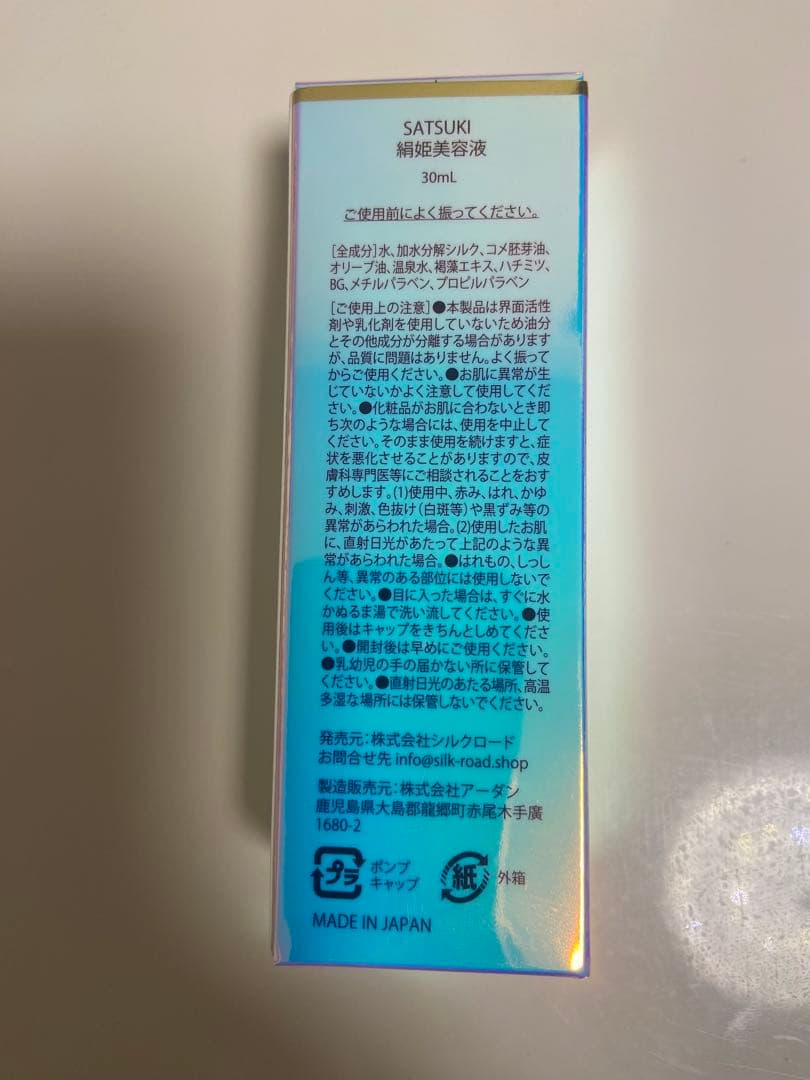 SATSUKI
絹姫美容液
30mL
ご使用前によく振ってください。
[全成分]水、加水分解シルク、コメ胚芽油、
オリーブ油、温泉水、褐藻エキス、ハチミツ、
BG、メチルパラベン、プロピルパラベン
[ご使用上の注意]●本製品は界面活性
剤や乳化剤を使用していないため油分
とその他成分が分離する場合があります
が、品質に問題はありません。よく振って
からご使用ください。●お肌に異常が生
じていないかよく注意して使用してくだ
さい。●化粧品がお肌に合わないとき即
ち次のような場合には、使用を中止して
ください。そのまま使用を続けますと、症
状を悪化させることがありますので、皮
膚科専門医等にご相談されることをおす
すめします。(1)使用中、赤み、はれ、かゆ
み、刺激、色抜け(白斑等)や黒ずみ等の
異常があらわれた場合。(2)使用したお肌
に、直射日光があたって上記のような異
常があらわれた場合。●はれもの、しっし
ん等、異常のある部位には使用しないで
ください。●目に入った場合は、すぐに水
かぬるま湯で洗い流してください。●使
用後はキャップをきちんとしめてくださ
い。●開封後は早めにご使用ください。
●乳幼児の手の届かない所に保管して
ください。●直射日光のあたる場所、高温
多湿な場所には保管しないでください。
発売元:株式会社シルクロード
お問合せ先 info@silk-road.shop
製造販売元:株式会社アーダン
鹿児島県大島郡龍郷町赤尾木手廣
1680-2
プラ ポンプ キャップ 紙 外箱
MADE IN JAPAN